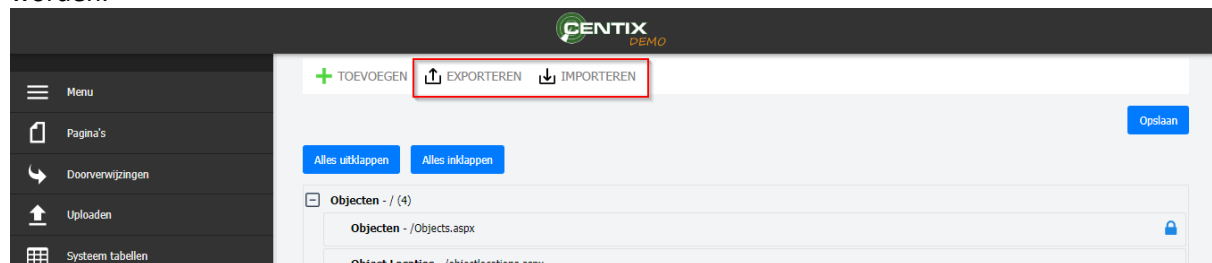 CENTIX
DEMO
TOEVOEGEN EXPORTEREN IMPORTEREN
Menu
Opslaan
Pagina's
Alles uitklappen Alles inklappen
Doorverwijzingen
Objecten - / (4)
Uploaden
Objecten - /Objects.aspx
Systeem tabellen